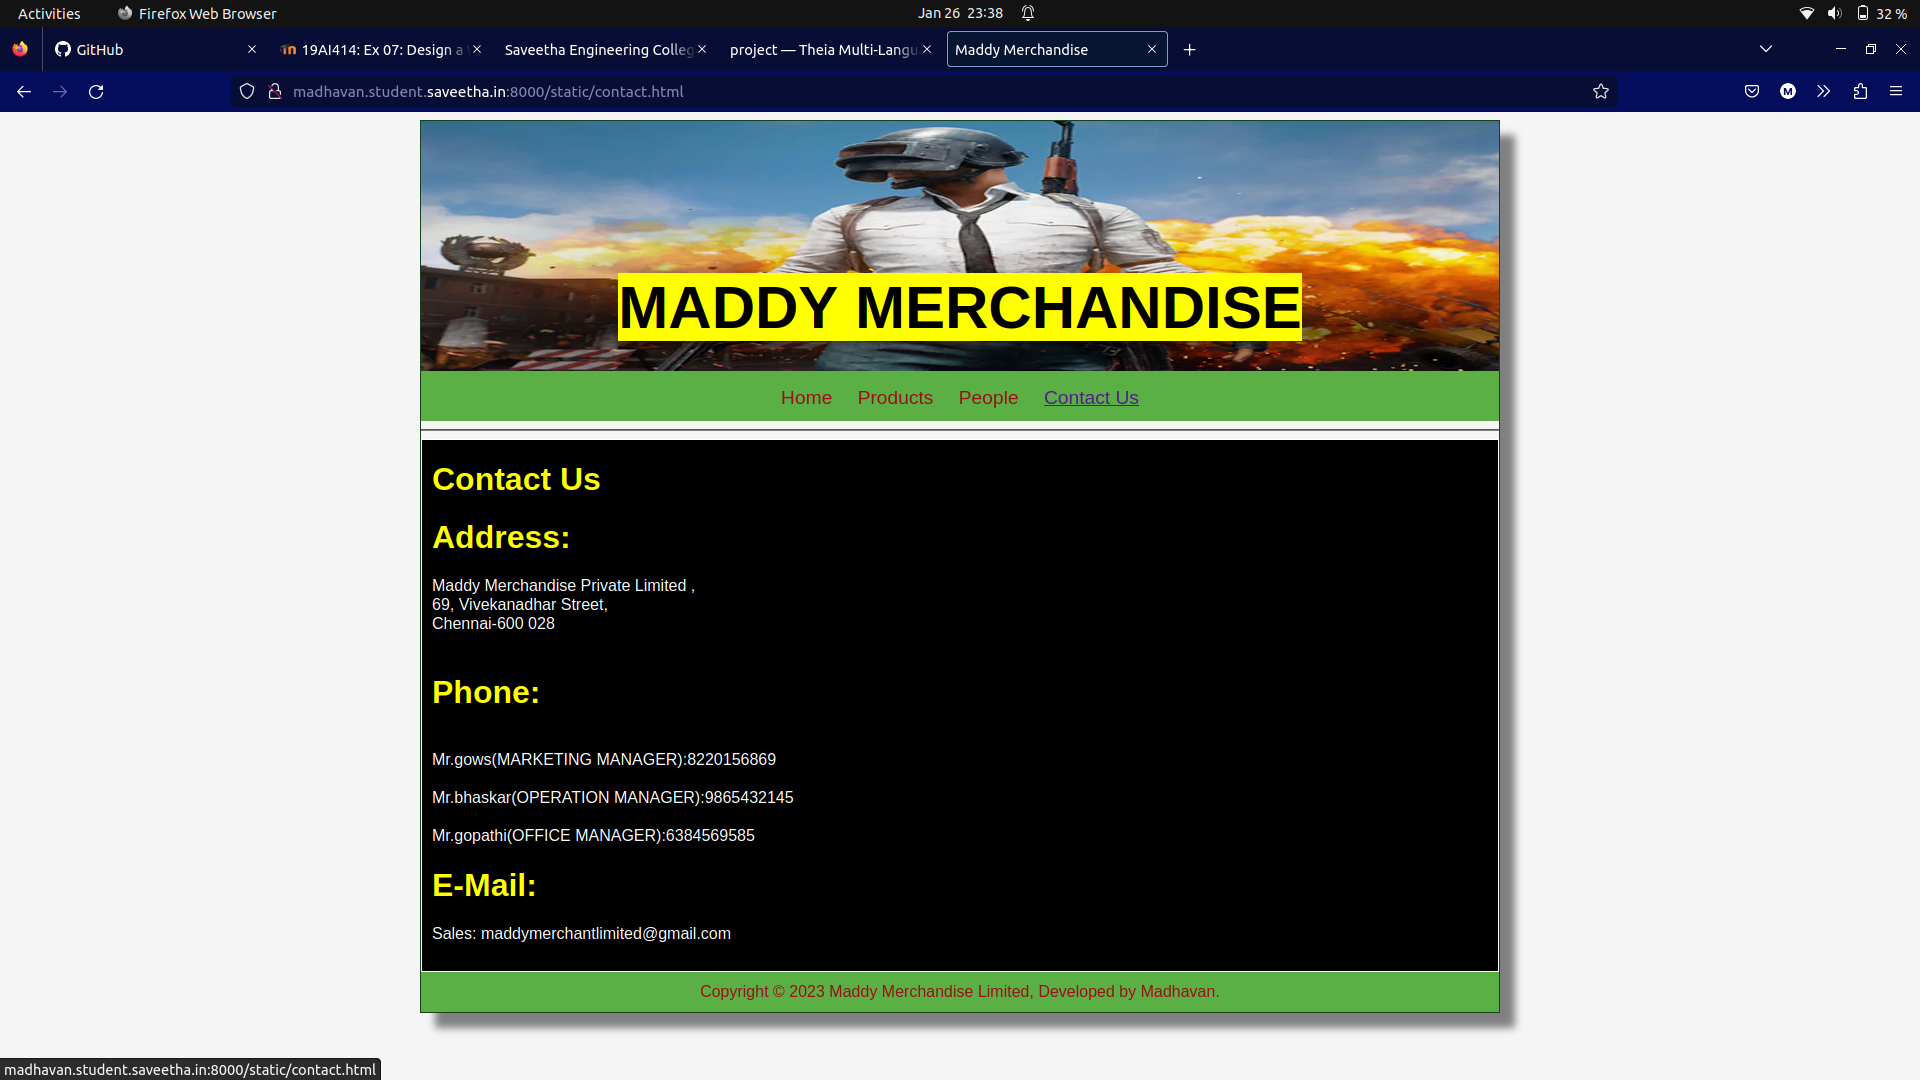 Activities
Firefox Web Browser
Jan 26 23:38
32 %
GitHub
19AI414: Ex 07: Design a
Saveetha Engineering Colleg
project — Theia Multi-Langu
Maddy Merchandise
madhavan.student.saveetha.in:8000/static/contact.html
MADDY MERCHANDISE
Home Products People Contact Us
Contact Us
Address:
Maddy Merchandise Private Limited ,
69, Vivekanadhar Street,
Chennai-600 028
Phone:
Mr.gows(MARKETING MANAGER):8220156869
Mr.bhaskar(OPERATION MANAGER):9865432145
Mr.gopathi(OFFICE MANAGER):6384569585
E-Mail:
Sales: maddymerchantlimited@gmail.com
Copyright © 2023 Maddy Merchandise Limited, Developed by Madhavan.
madhavan.student.saveetha.in:8000/static/contact.html